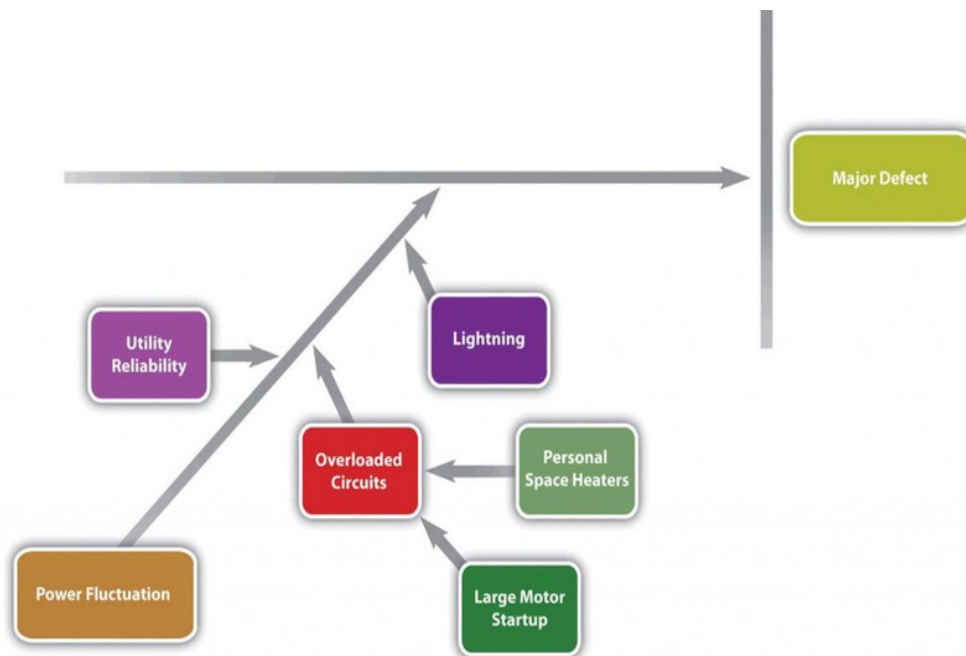 Major Defect
Utility
Reliability
Lightning
Overloaded
Circuits
Personal
Space Heaters
Power Fluctuation
Large Motor
Startup